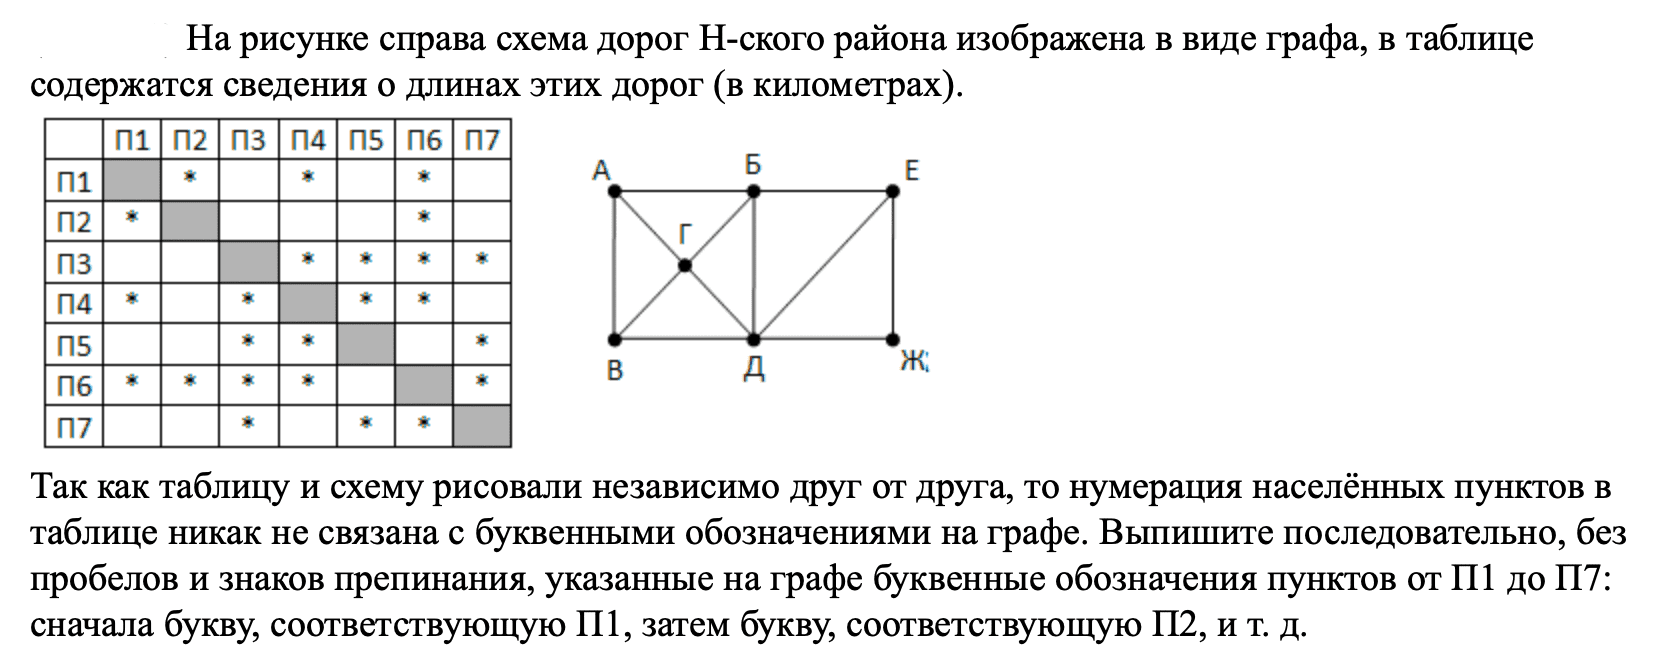 На рисунке справа схема дорог Н-ского района изображена в виде графа, в таблице
содержатся сведения о длинах этих дорог (в километрах).
П1 П2 П3 П4 П5 П6 П7
П1 * * *
П2 * *
П3 * * * *
П4 * * * *
П5 * * *
П6 * * * * *
П7 * * *
А Б Е
Г
В Д Ж;
Так как таблицу и схему рисовали независимо друг от друга, то нумерация населённых пунктов в
таблице никак не связана с буквенными обозначениями на графе. Выпишите последовательно, без
пробелов и знаков препинания, указанные на графе буквенные обозначения пунктов от П1 до П7:
сначала букву, соответствующую П1, затем букву, соответствующую П2, и т. д.